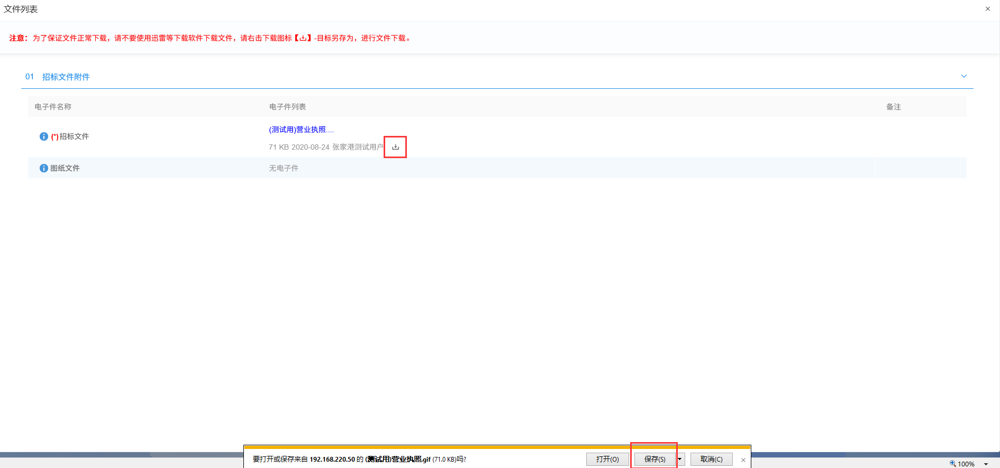 文件列表
注意：为了保证文件正常下载，请不要使用迅雷等下载软件下载文件，请右击下载图标【】-目标另存为，进行文件下载。
01 招标文件附件
电子件名称 电子件列表 备注
(测试用)营业执照....
(*)招标文件
71 KB 2020-08-24 张家港测试用户
图纸文件 无电子件
要打开或保存来自 192.168.220.50 的 (测试用)营业执照.gif (71.0 KB)吗?
打开(O) 保存(S) 取消(C)
100%